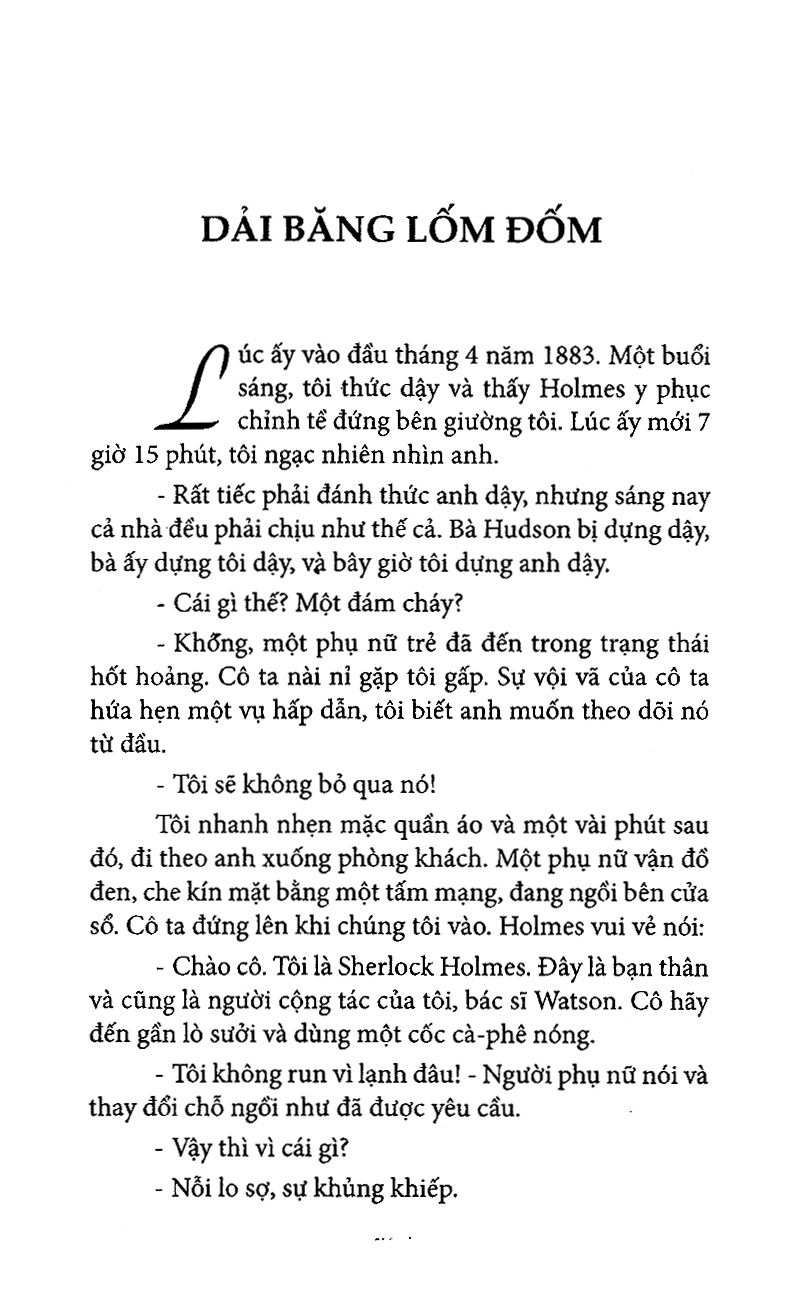 DẢI BĂNG LỐM ĐỐM
Lúc ấy vào đầu tháng 4 năm 1883. Một buổi
sáng, tôi thức dậy và thấy Holmes y phục
chỉnh tề đứng bên giường tôi. Lúc ấy mới 7
giờ 15 phút, tôi ngạc nhiên nhìn anh.
- Rất tiếc phải đánh thức anh dậy, nhưng sáng nay
cả nhà đều phải chịu như thế cả. Bà Hudson bị dựng dậy,
bà ấy dựng tôi dậy, và bây giờ tôi dựng anh dậy.
- Cái gì thế? Một đám cháy?
- Không, một phụ nữ trẻ đã đến trong trạng thái
hốt hoảng. Cô ta nài nỉ gặp tôi gấp. Sự vội vã của cô ta
hứa hẹn một vụ hấp dẫn, tôi biết anh muốn theo dõi nó
từ đầu.
- Tôi sẽ không bỏ qua nó!
Tôi nhanh nhẹn mặc quần áo và một vài phút sau
đó, đi theo anh xuống phòng khách. Một phụ nữ vận đồ
đen, che kín mặt bằng một tấm mạng, đang ngồi bên cửa
sổ. Cô ta đứng lên khi chúng tôi vào. Holmes vui vẻ nói:
- Chào cô. Tôi là Sherlock Holmes. Đây là bạn thân
và cũng là người cộng tác của tôi, bác sĩ Watson. Cô hãy
đến gần lò sưởi và dùng một cốc cà-phê nóng.
- Tôi không run vì lạnh đâu! - Người phụ nữ nói và
thay đổi chỗ ngồi như đã được yêu cầu.
- Vậy thì vì cái gì?
- Nỗi lo sợ, sự khủng khiếp.